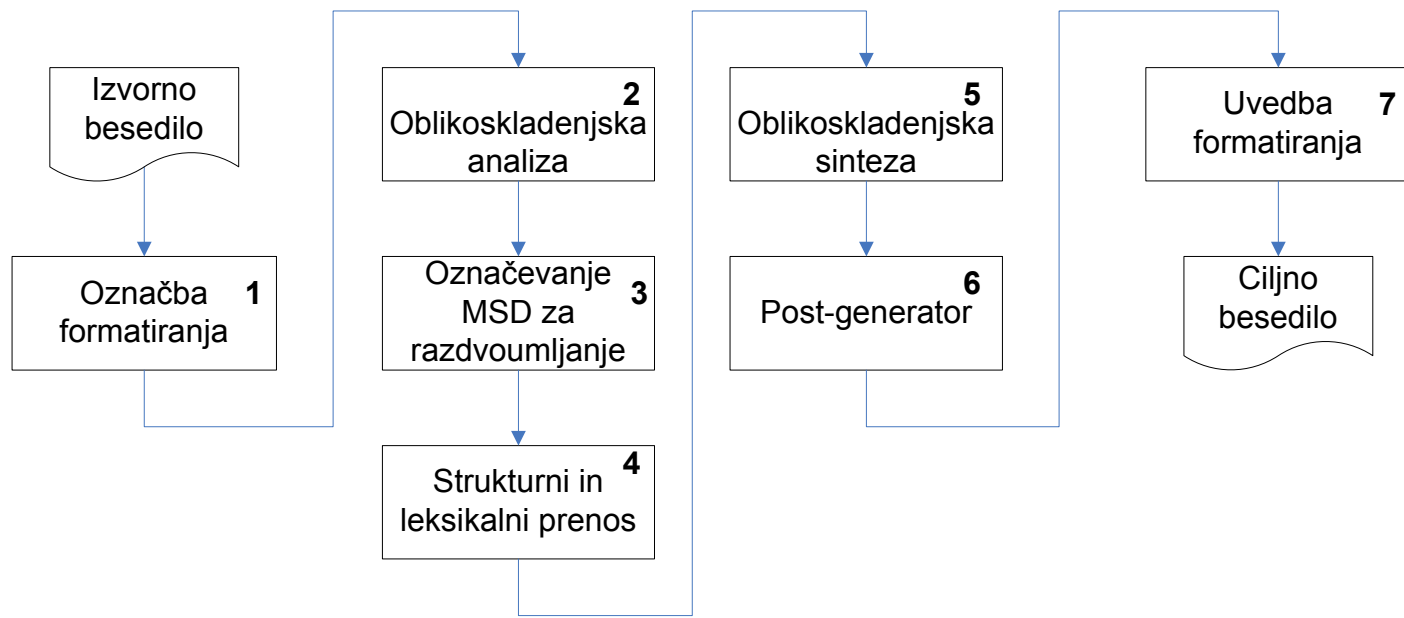 Izvorno
besedilo
Označba
formatiranja
1
2
Oblikoskladenjska
analiza
Označevanje
MSD za
razdvoumljanje
3
Strukturni in
leksikalni prenos
4
5
Oblikoskladenjska
sinteza
Post-generator
6
Uvedba
formatiranja
7
Ciljno
besedilo